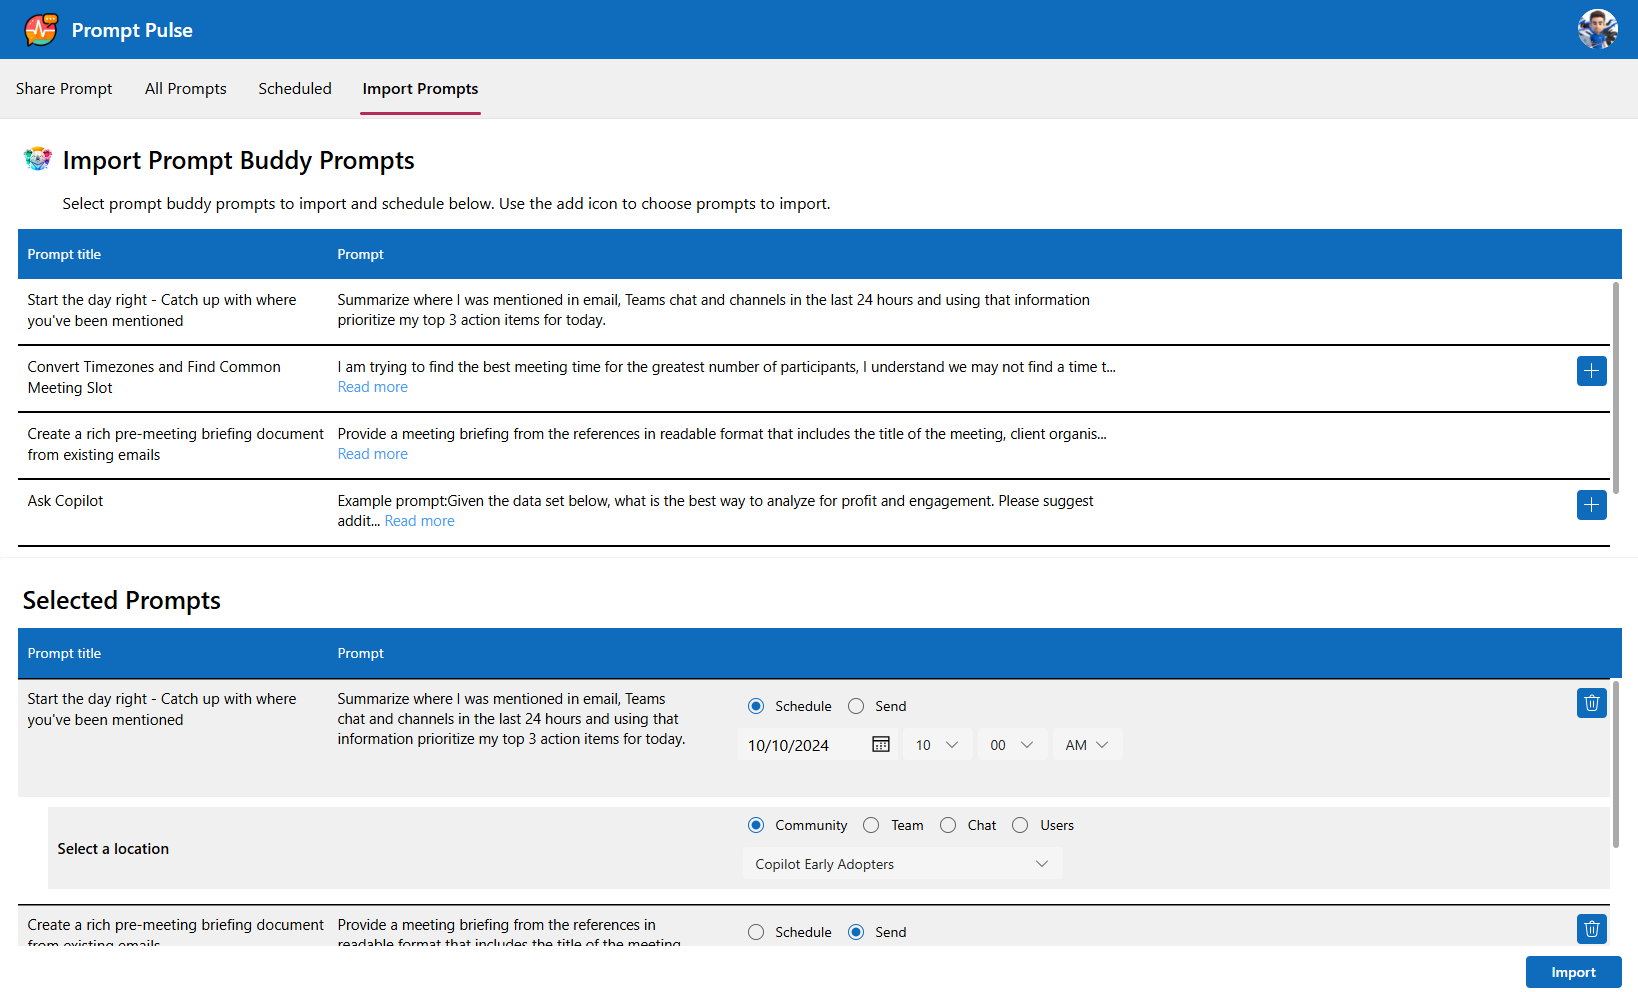 Prompt Pulse
Share Prompt All Prompts Scheduled Import Prompts
Import Prompt Buddy Prompts
Select prompt buddy prompts to import and schedule below. Use the add icon to choose prompts to import.
Prompt title Prompt
Start the day right - Catch up with where
you've been mentioned
Summarize where I was mentioned in email, Teams chat and channels in the last 24 hours and using that information
prioritize my top 3 action items for today.
Convert Timezones and Find Common
Meeting Slot
I am trying to find the best meeting time for the greatest number of participants, I understand we may not find a time t...
Read more
Create a rich pre-meeting briefing document
from existing emails
Provide a meeting briefing from the references in readable format that includes the title of the meeting, client organis...
Read more
Ask Copilot
Example prompt:Given the data set below, what is the best way to analyze for profit and engagement. Please suggest
addit... Read more
Selected Prompts
Prompt title Prompt
Start the day right - Catch up with where
you've been mentioned
Summarize where I was mentioned in email, Teams
chat and channels in the last 24 hours and using that
information prioritize my top 3 action items for today.
Schedule Send
10/10/2024 10 00 AM
Select a location
Community Team Chat Users
Copilot Early Adopters
Create a rich pre-meeting briefing document
from existing emails
Provide a meeting briefing from the references in
readable format that includes the title of the meeting
Schedule Send
Import